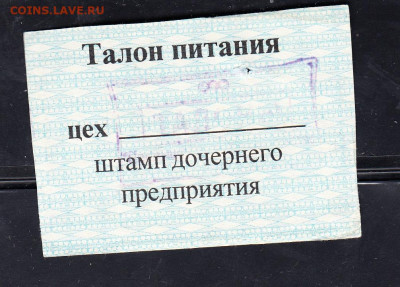 COINS.LAVE.RU
Талон питания
цех
штамп дочернего
предприятия